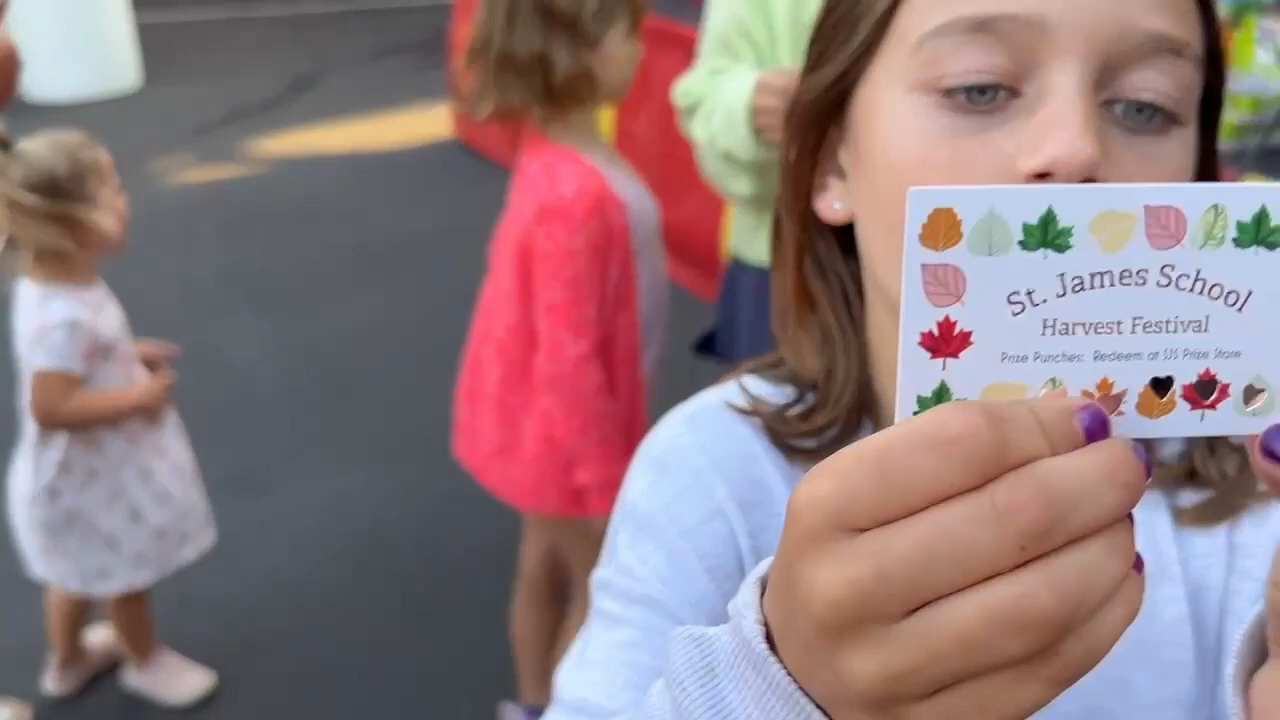 St. James School
Harvest Festival
Prize Punches: Redeem at SJS Prize Store